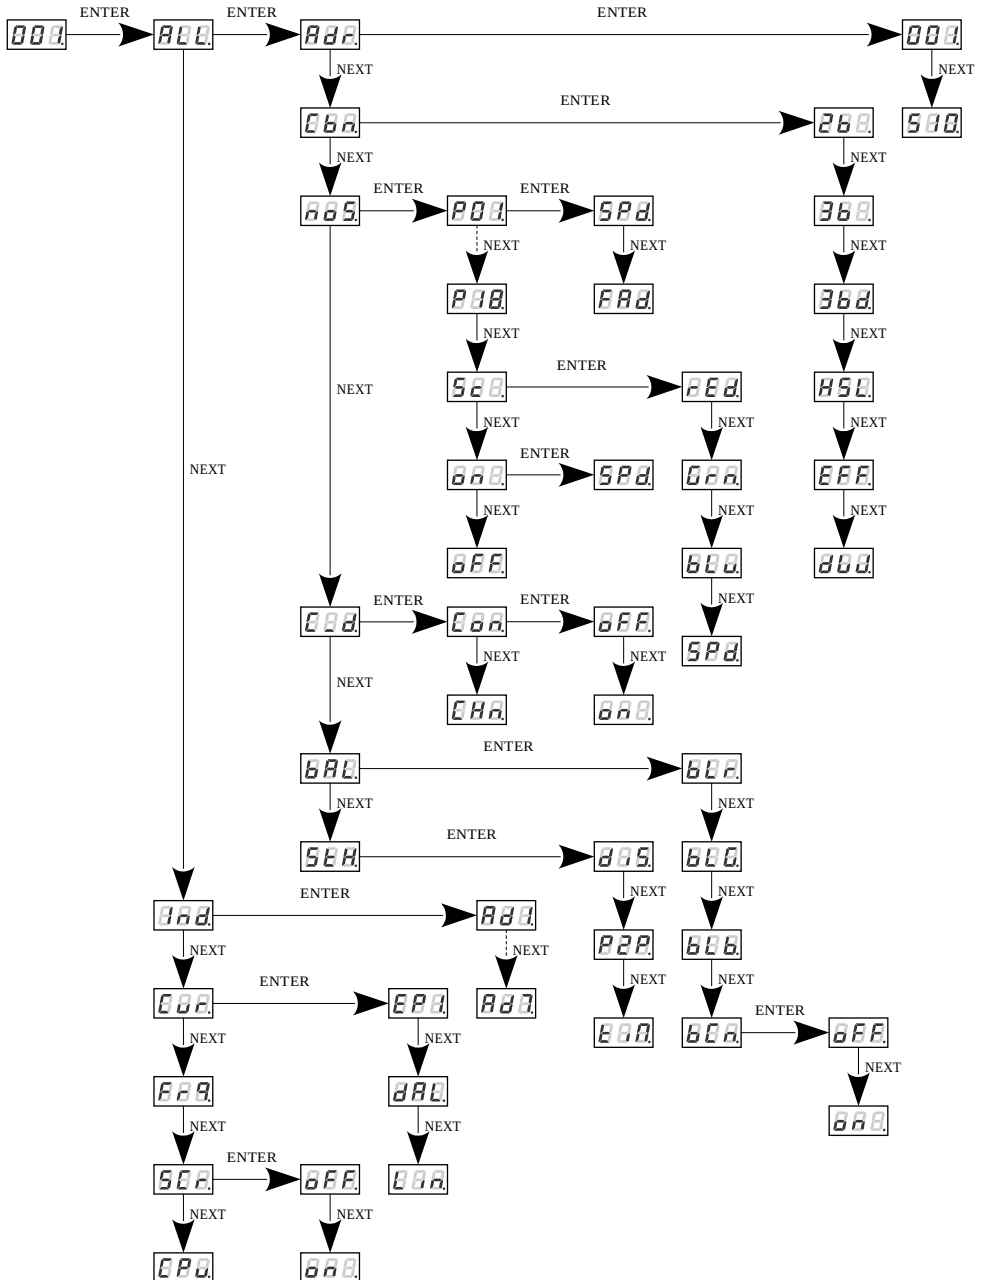 ENTER ENTER ENTER
001. ALL. Adr. 001.
NEXT NEXT
ENTER
Cbn. 2b . S10.
NEXT NEXT
ENTER ENTER
noS. P01. SPd. 3b .
NEXT NEXT NEXT
P18. FAd. 3bd.
NEXT NEXT
ENTER
NEXT Sc . rEd. HSL.
NEXT NEXT NEXT
ENTER
NEXT on . SPd. Grn. EFF.
NEXT NEXT NEXT
oFF. bLu. dUJ.
NEXT
ENTER ENTER
C_d. Con. oFF.
NEXT NEXT
SPd.
NEXT
CHn. on .
ENTER
bAL. bLr.
NEXT NEXT
ENTER
StH. diS. bLG.
NEXT NEXT
ENTER
Ind. Ad1. P2P. bLb.
NEXT NEXT
NEXT NEXT
ENTER
Cur. EP1. Ad7.
ENTER
tiM. bCn. oFF.
NEXT NEXT NEXT
Frq. dAL.
on .
NEXT NEXT
ENTER
SCr. oFF. Lin.
NEXT NEXT
CPu. on .